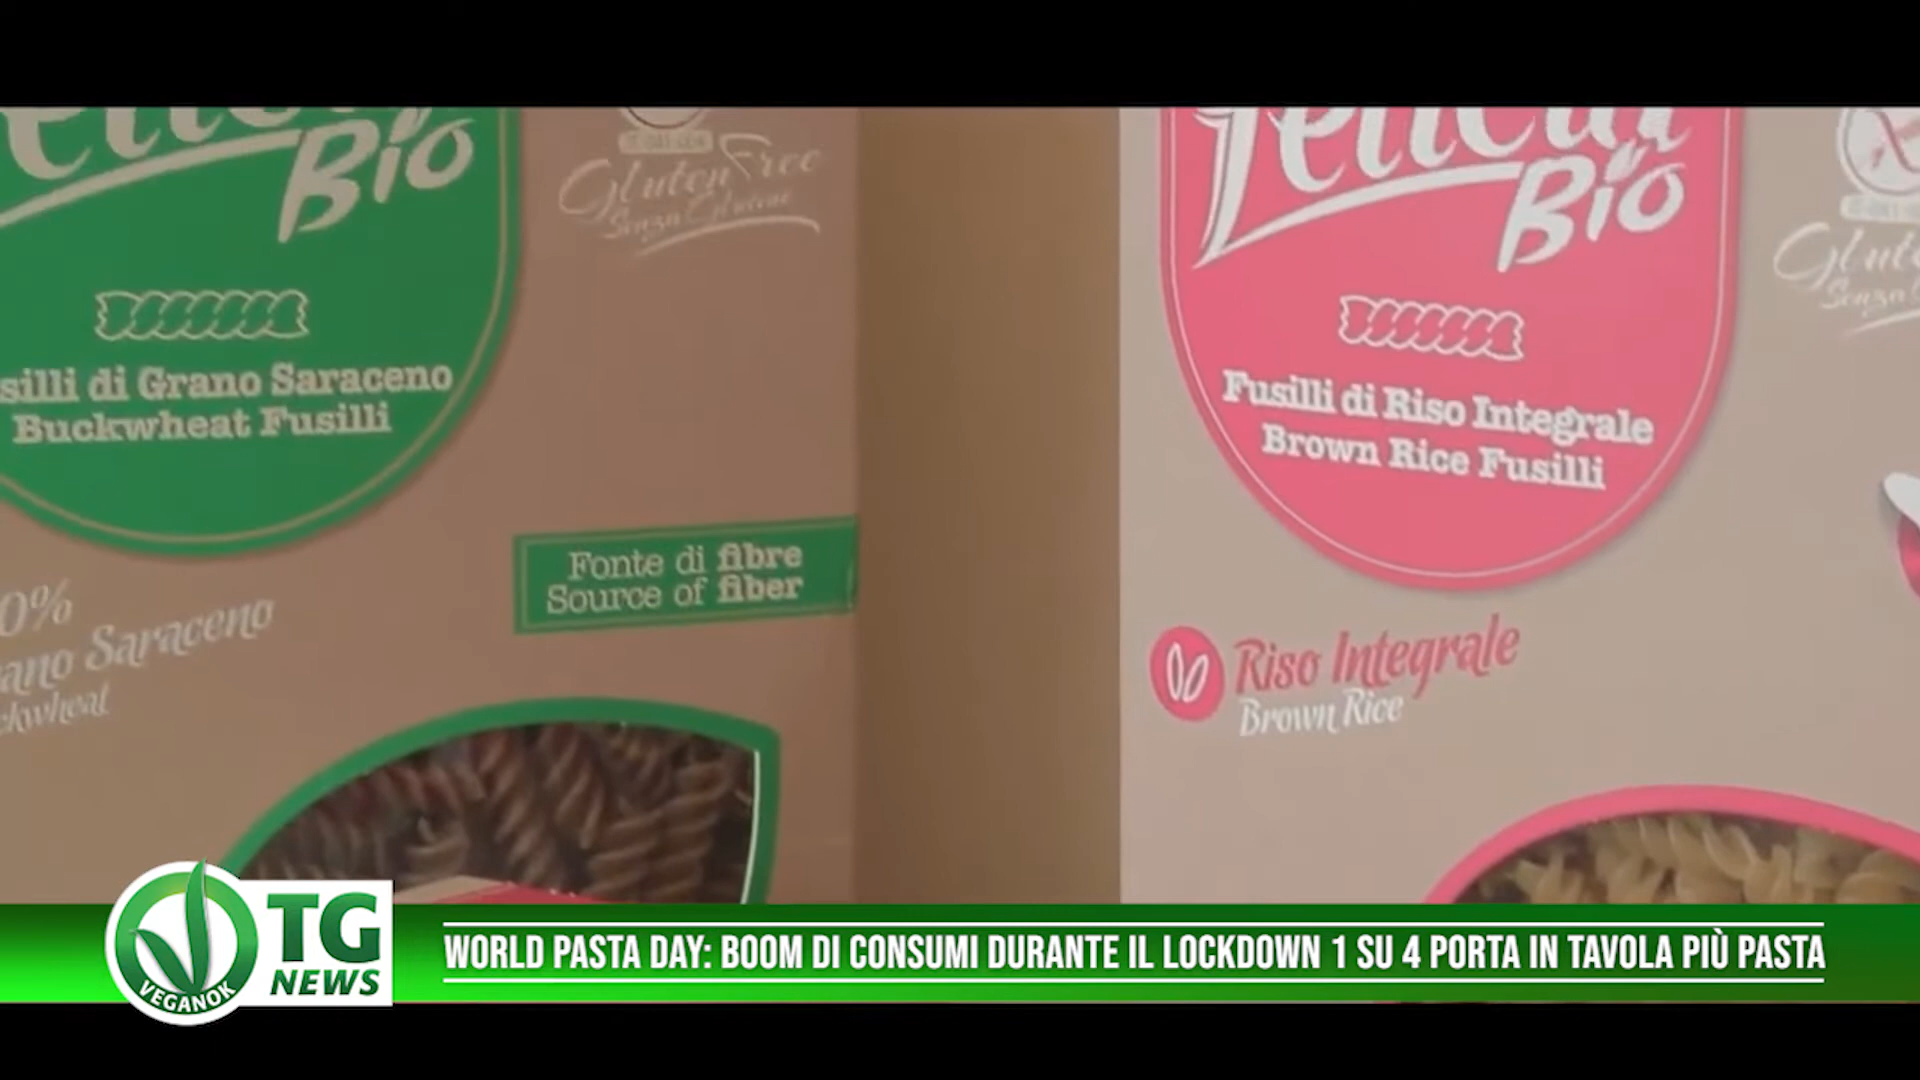 Bio
Gluten Free
Senza Glutine
silli di Grano Saraceno
Buckwheat Fusilli
Fonte di fibre
Source of fiber
0%
ano Saraceno
ckwheat
Bio
Fusilli di Riso Integrale
Brown Rice Fusilli
Riso Integrale
Brown Rice
VEGANOK
TG
NEWS
WORLD PASTA DAY: BOOM DI CONSUMI DURANTE IL LOCKDOWN 1 SU 4 PORTA IN TAVOLA PIÙ PASTA